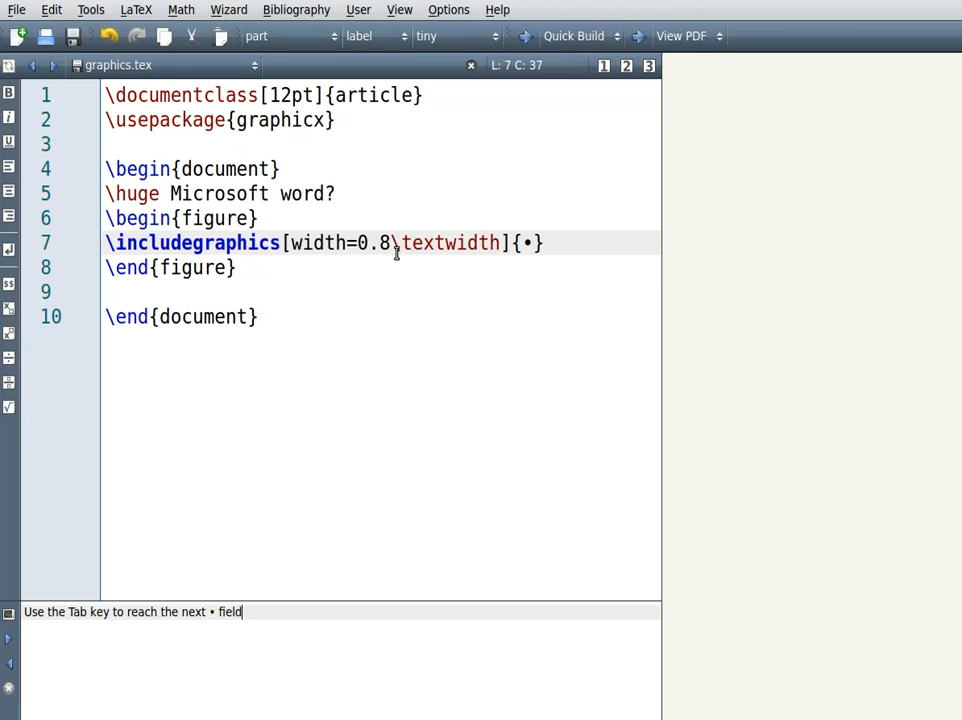 File Edit Tools LaTeX Math Wizard Bibliography User View Options Help
part label tiny Quick Build View PDF
graphics.tex L: 7 C: 37 1 2 3
1 \documentclass[12pt]{article}
2 \usepackage{graphicx}
3
4 \begin{document}
5 \huge Microsoft word?
6 \begin{figure}
7 \includegraphics[width=0.8\textwidth]{•}
8 \end{figure}
9
10 \end{document}
Use the Tab key to reach the next • field